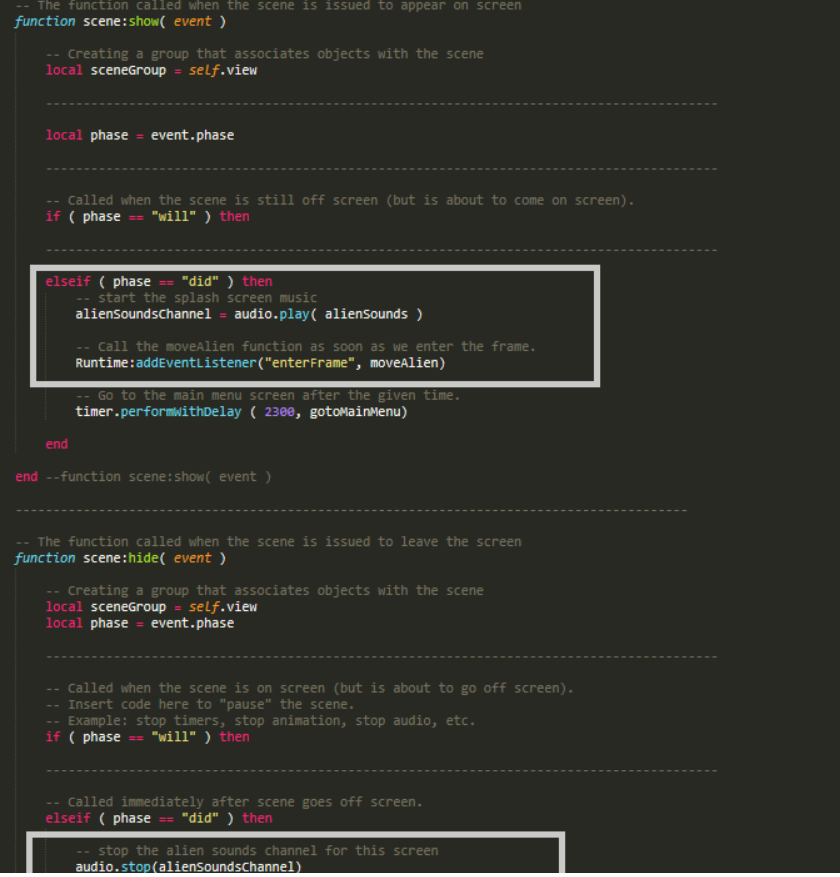 -- The function called when the scene is issued to appear on screen
function scene:show( event )
-- Creating a group that associates objects with the scene
local sceneGroup = self.view
-----------------------------------------------------------------------------------------
local phase = event.phase
-----------------------------------------------------------------------------------------
-- Called when the scene is still off screen (but is about to come on screen).
if ( phase == "will" ) then
-----------------------------------------------------------------------------------------
elseif ( phase == "did" ) then
-- start the splash screen music
alienSoundsChannel = audio.play( alienSounds )
-- Call the moveAlien function as soon as we enter the frame.
Runtime:addEventListener("enterFrame", moveAlien)
-- Go to the main menu screen after the given time.
timer.performWithDelay ( 2300, gotoMainMenu)
end
end --function scene:show( event )
-----------------------------------------------------------------------------------------
-- The function called when the scene is issued to leave the screen
function scene:hide( event )
-- Creating a group that associates objects with the scene
local sceneGroup = self.view
local phase = event.phase
-----------------------------------------------------------------------------------------
-- Called when the scene is on screen (but is about to go off screen).
-- Insert code here to "pause" the scene.
-- Example: stop timers, stop animation, stop audio, etc.
if ( phase == "will" ) then
-----------------------------------------------------------------------------------------
-- Called immediately after scene goes off screen.
elseif ( phase == "did" ) then
-- stop the alien sounds channel for this screen
audio.stop(alienSoundsChannel)